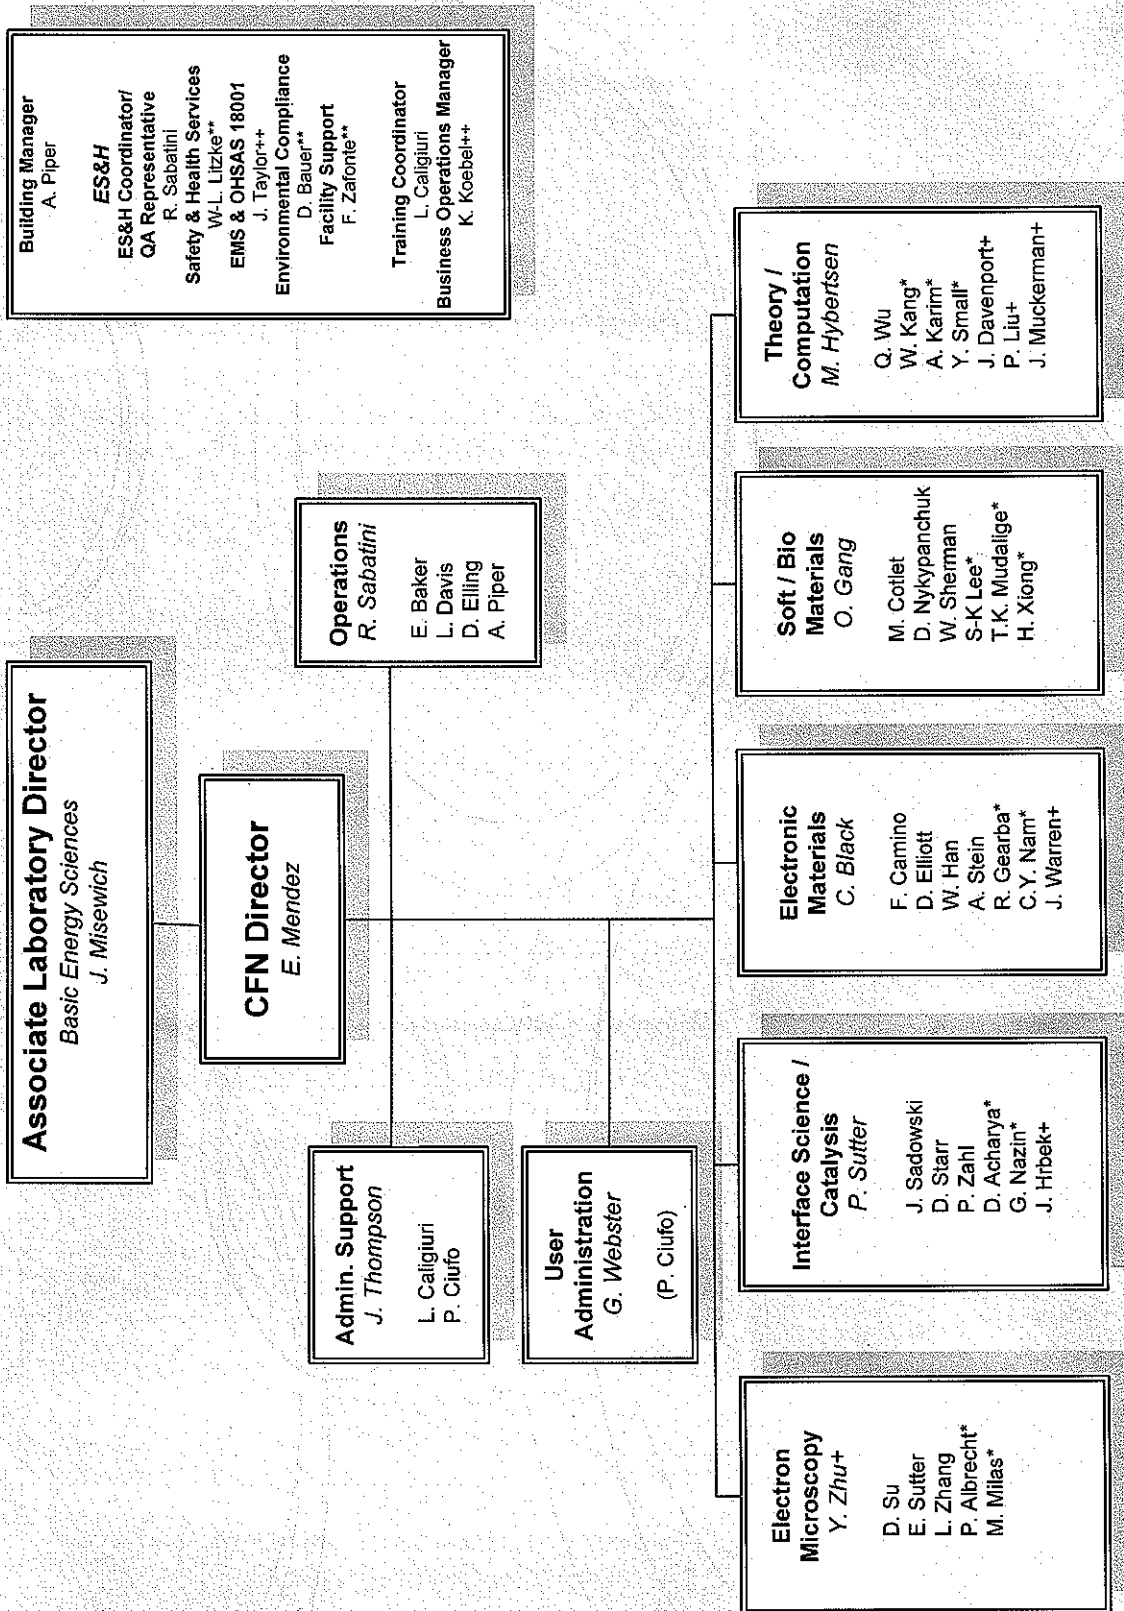 Associate Laboratory Director
Basic Energy Sciences
J. Misewich
Building Manager
A. Piper
ES&H
ES&H Coordinator/
QA Representative
R. Sabatini
Safety & Health Services
W-L. Litzke**
EMS & OHSAS 18001
J. Taylor++
Environmental Compliance
D. Bauer**
Facility Support
F. Zafonte**
Training Coordinator
L. Caligiuri
Business Operations Manager
K. Koebel++
CFN Director
E. Mendez
Admin. Support
J. Thompson
L. Caligiuri
P. Ciufo
Operations
R. Sabatini
E. Baker
L. Davis
D. Elling
A. Piper
User
Administration
G. Webster
(P. Ciufo)
Electron
Microscopy
Y. Zhu+
D. Su
E. Sutter
L. Zhang
P. Albrecht*
M. Milas*
Interface Science /
Catalysis
P. Sutter
J. Sadowski
D. Starr
P. Zahl
D. Acharya*
G. Nazin*
J. Hrbek+
Electronic
Materials
C. Black
F. Camino
D. Elliott
W. Han
A. Stein
R. Gearba*
C.Y. Nam*
J. Warren+
Soft / Bio
Materials
O. Gang
M. Cotlet
D. Nykypanchuk
W. Sherman
S-K Lee*
T.K. Mudalige*
H. Xiong*
Theory /
Computation
M. Hybertsen
Q. Wu
W. Kang*
A. Karim*
Y. Small*
J. Davenport+
P. Liu+
J. Muckerman+